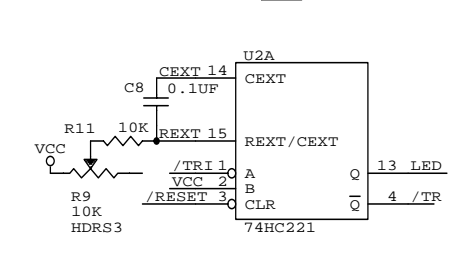 U2A
CEXT 14
CEXT
C8
0.1UF
R11
10K
REXT 15
REXT/CEXT
VCC
/TRI 1
A
Q
13 LED
VCC 2
B
R9
10K
HDRS3
/RESET 3
CLR
Q
4 /TR
74HC221